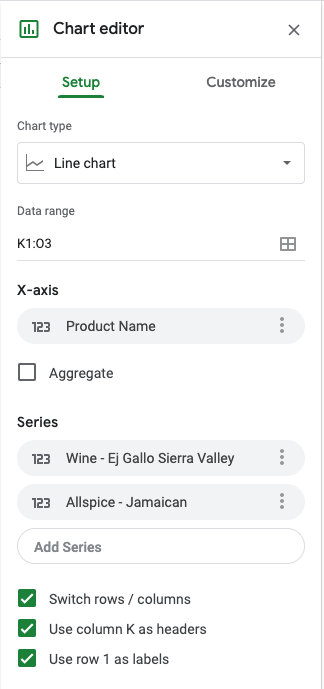 Chart editor
Setup
Customize
Chart type
Line chart
Data range
K1:O3
X-axis
123 Product Name
Aggregate
Series
123 Wine - Ej Gallo Sierra Valley
123 Allspice - Jamaican
Add Series
Switch rows / columns
Use column K as headers
Use row 1 as labels